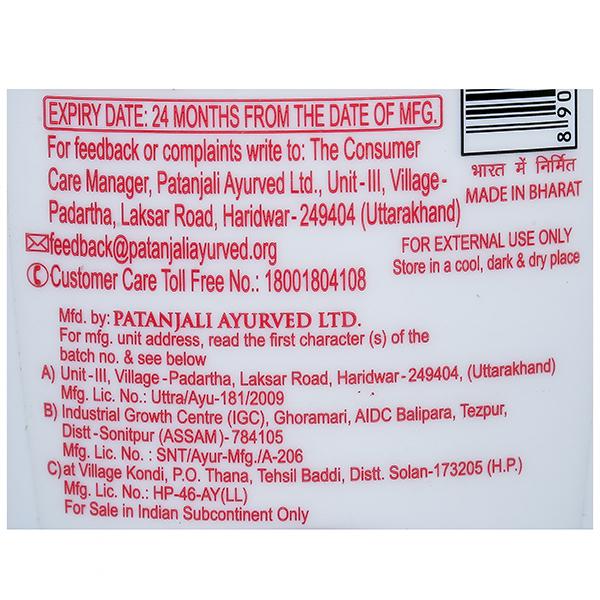 EXPIRY DATE: 24 MONTHS FROM THE DATE OF MFG.
For feedback or complaints write to: The Consumer
Care Manager, Patanjali Ayurved Ltd., Unit-III, Village-
Padartha, Laksar Road, Haridwar-249404 (Uttarakhand)
feedback@patanjaliayurved.org
Customer Care Toll Free No.: 18001804108
8 90
भारत में निर्मित
MADE IN BHARAT
FOR EXTERNAL USE ONLY
Store in a cool, dark & dry place
Mfd. by: PATANJALI AYURVED LTD.
For mfg. unit address, read the first character (s) of the
batch no. & see below
A) Unit-III, Village-Padartha, Laksar Road, Haridwar-249404, (Uttarakhand)
Mfg. Lic. No.: Uttra/Ayu-181/2009
B) Industrial Growth Centre (IGC), Ghoramari, AIDC Balipara, Tezpur,
Distt-Sonitpur (ASSAM)-784105
Mfg. Lic. No. : SNT/Ayur-Mfg./A-206
C) at Village Kondi, P.O. Thana, Tehsil Baddi, Distt. Solan-173205 (H.P.)
Mfg. Lic. No.: HP-46-AY(LL)
For Sale in Indian Subcontinent Only